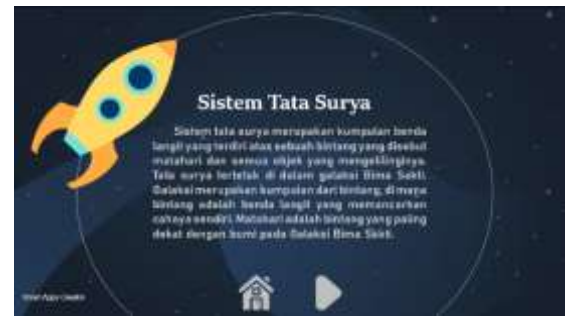 Sistem Tata Surya
Sistem tata surya merupakan kumpulan benda
langit yang terdiri atas sebuah bintang yang disebut
matahari dan semua objek yang mengelilinginya.
Tata surya terletak di dalam galaksi Bima Sakti.
Galaksi merupakan kumpulan dari bintang, di mana
bintang adalah benda langit yang memancarkan
cahaya sendiri. Matahari adalah bintang yang paling
dekat dengan bumi pada Galaksi Bima Sakti.